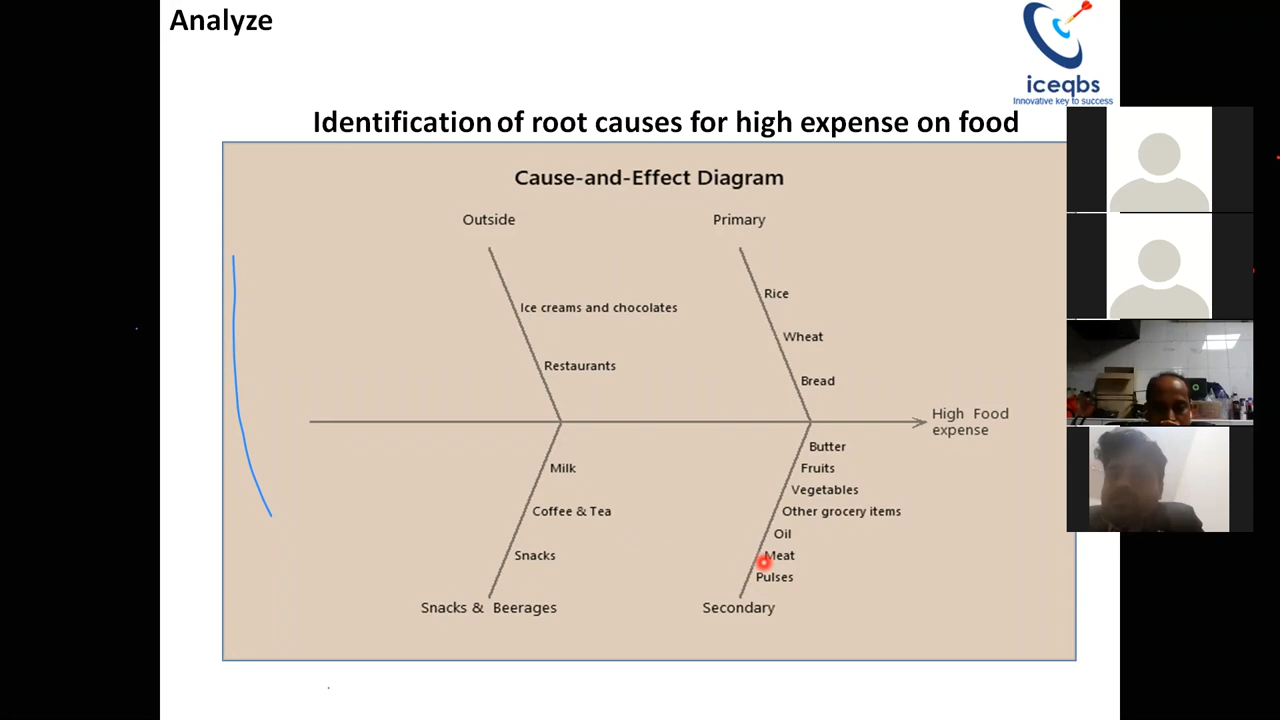 Analyze
iceqbs
Innovative key to success
Identification of root causes for high expense on food
Cause-and-Effect Diagram
Outside
Primary
Ice creams and chocolates
Restaurants
Rice
Wheat
Bread
High Food
expense
Milk
Coffee & Tea
Snacks
Snacks & Beerages
Butter
Fruits
Vegetables
Other grocery items
Oil
Meat
Pulses
Secondary